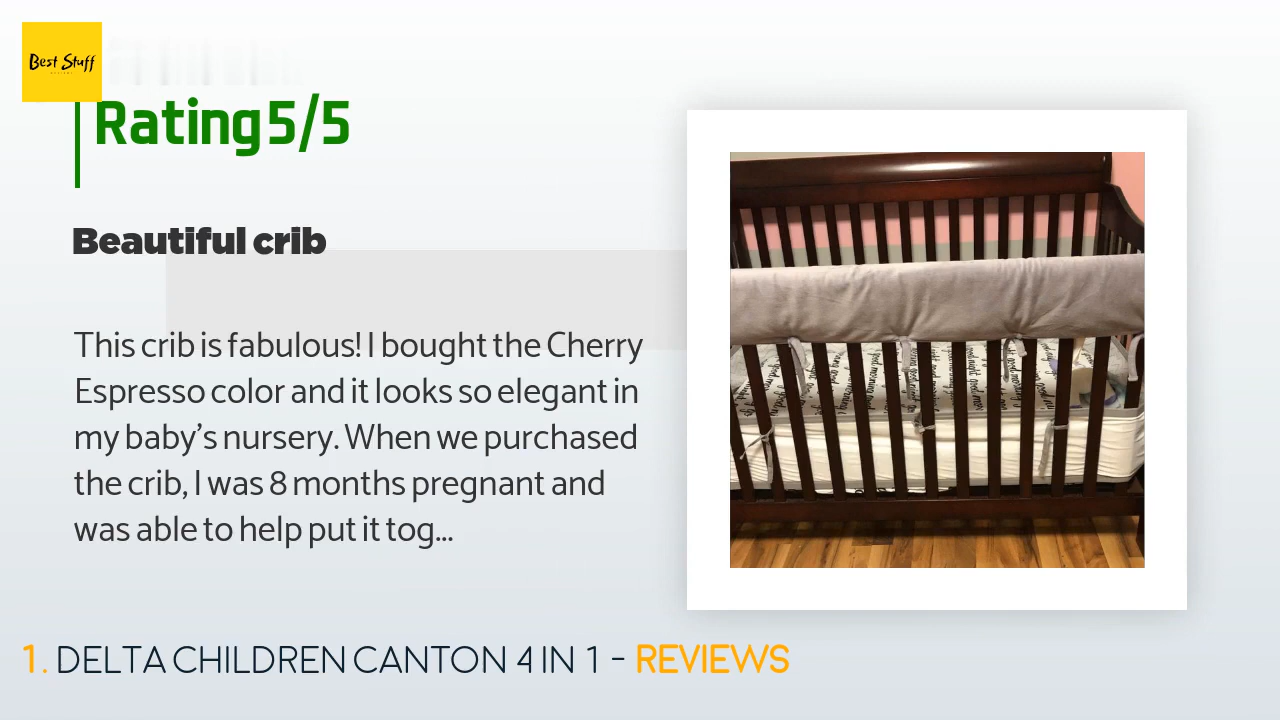 Best Stuff
Rating 5/5
Beautiful crib
This crib is fabulous! I bought the Cherry
Espresso color and it looks so elegant in
my baby's nursery. When we purchased
the crib, I was 8 months pregnant and
was able to help put it tog...
1. DELTA CHILDREN CANTON 4 IN 1 - REVIEWS